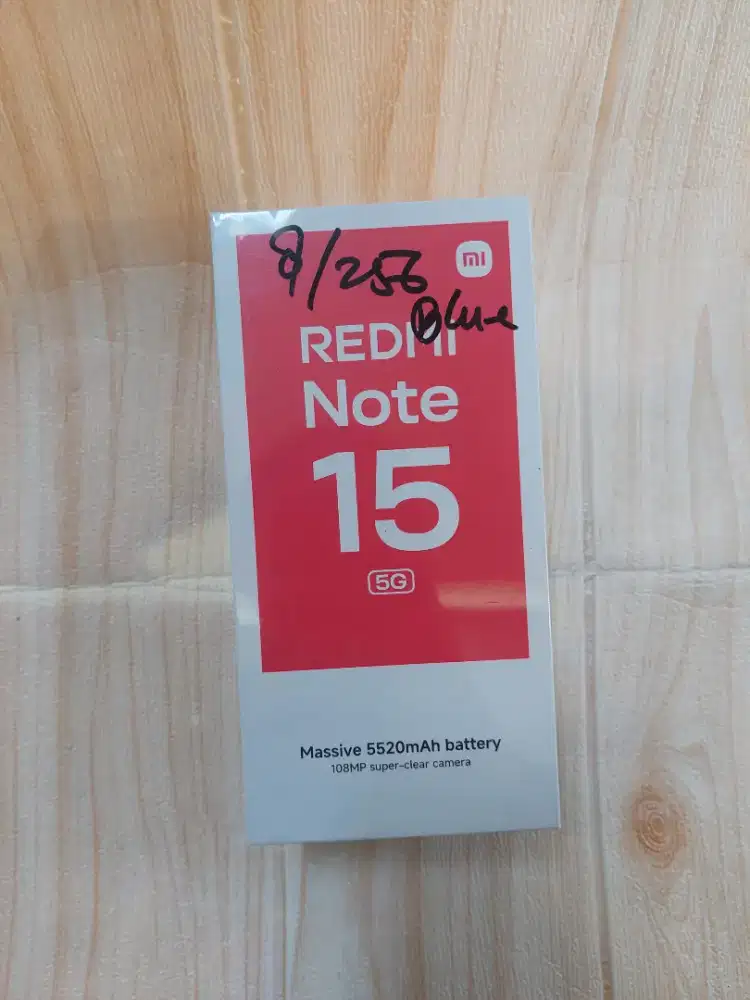 8/256
mi
Blue
REDMI
Note
15
5G
Massive 5520mAh battery
108MP super-clear camera